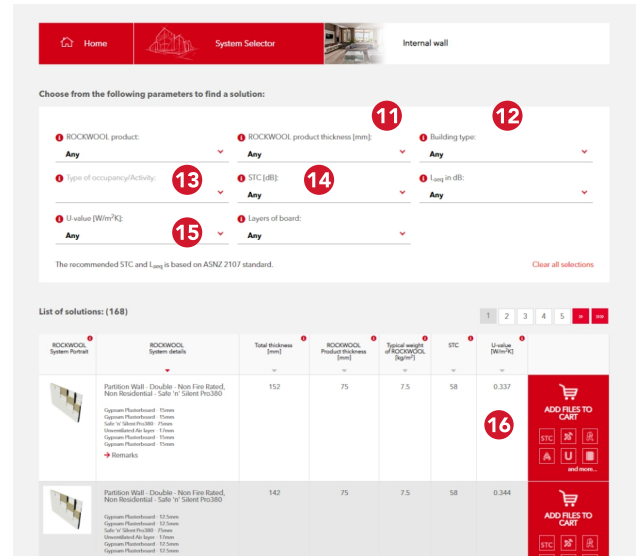 Home
System Selector
Internal wall
Choose from the following parameters to find a solution:
11
12
ROCKWOOL product:
ROCKWOOL product thickness [mm]:
Building type:
Any
Any
Any
Type of occupancy/Activity:
13
STC [dB]:
14
Laeq in dB:
Any
Any
U-value [W/m²K]:
15
Layers of board:
Any
Any
The recommended STC and Laeq is based on ASNZ 2107 standard.
Clear all selections
List of solutions: (168)
1 2 3 4 5 » »»
ROCKWOOL System Portrait
ROCKWOOL System details
Total thickness [mm]
ROCKWOOL Product thickness [mm]
Typical weight of ROCKWOOL [kg/m²]
STC
U-value [W/m²K]
Partition Wall - Double - Non Fire Rated,
Non Residential - Safe 'n' Silent Pro380
152
75
7.5
58
0.337
Gypsum Plasterboard - 15mm
Gypsum Plasterboard - 15mm
Safe 'n' Silent Pro380 - 75mm
Unventilated Air layer - 17mm
Gypsum Plasterboard - 15mm
Gypsum Plasterboard - 15mm
→ Remarks
16
ADD FILES TO
CART
STC
A U
and more...
Partition Wall - Double - Non Fire Rated,
Non Residential - Safe 'n' Silent Pro380
142
75
7.5
58
0.344
Gypsum Plasterboard - 12.5mm
Gypsum Plasterboard - 12.5mm
Safe 'n' Silent Pro380 - 75mm
Unventilated Air layer - 17mm
Gypsum Plasterboard - 12.5mm
Gypsum Plasterboard - 12.5mm
ADD FILES TO
CART
STC